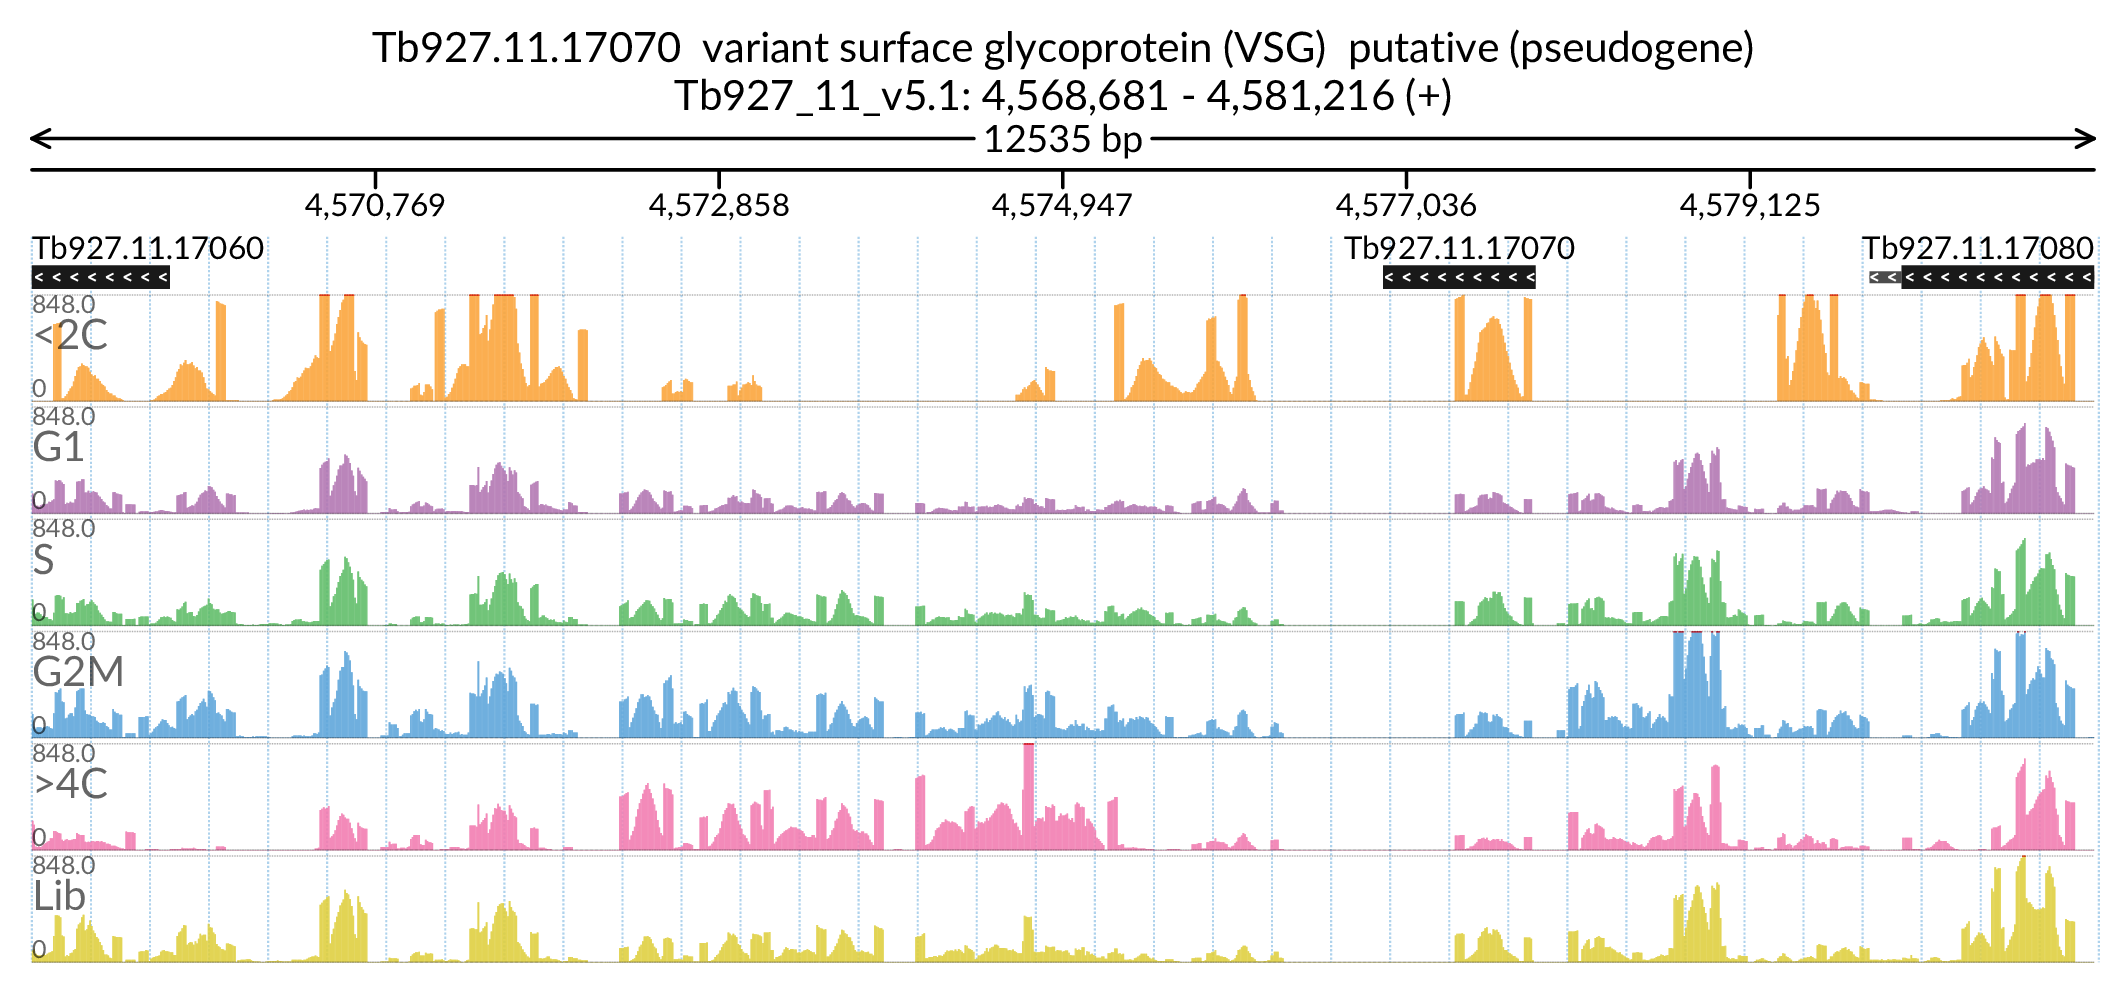 Tb927.11.17070 variant surface glycoprotein (VSG) putative (pseudogene)
Tb927_11_v5.1: 4,568,681 - 4,581,216 (+)
12535 bp
4,570,769 4,572,858 4,574,947 4,577,036 4,579,125
Tb927.11.17060 Tb927.11.17070 Tb927.11.17080
848.0
<2C
0
848.0
G1
0
848.0
S
0
848.0
G2M
0
848.0
>4C
0
848.0
Lib
0